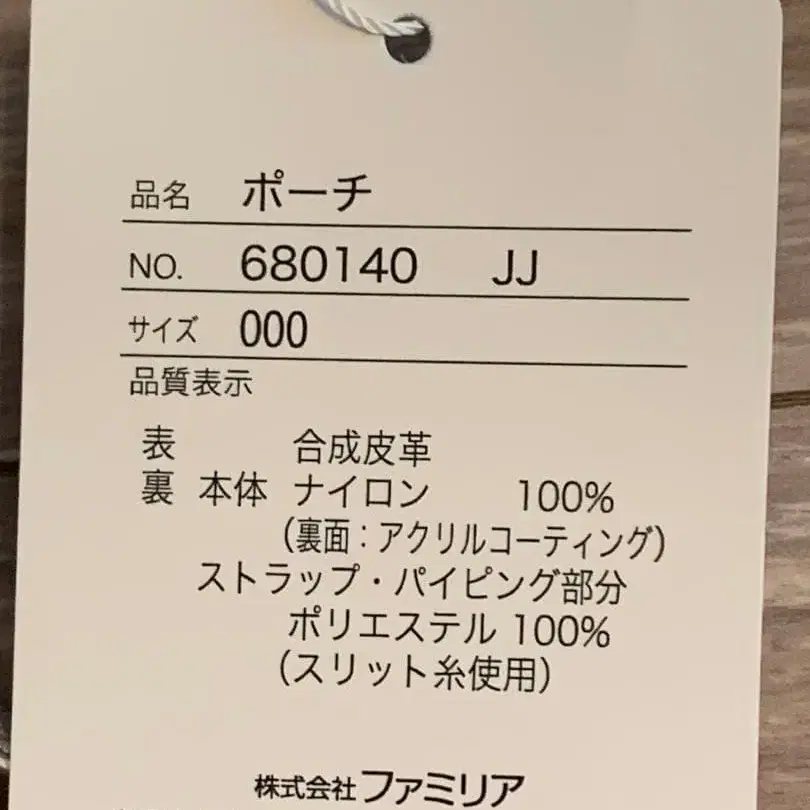 品名 ポーチ
NO. 680140 JJ
サイズ 000
品質表示
表 合成皮革
裏 本体 ナイロン 100%
(裏面:アクリルコーティング)
ストラップ・パイピング部分
ポリエステル 100%
(スリット糸使用)
株式会社ファミリア